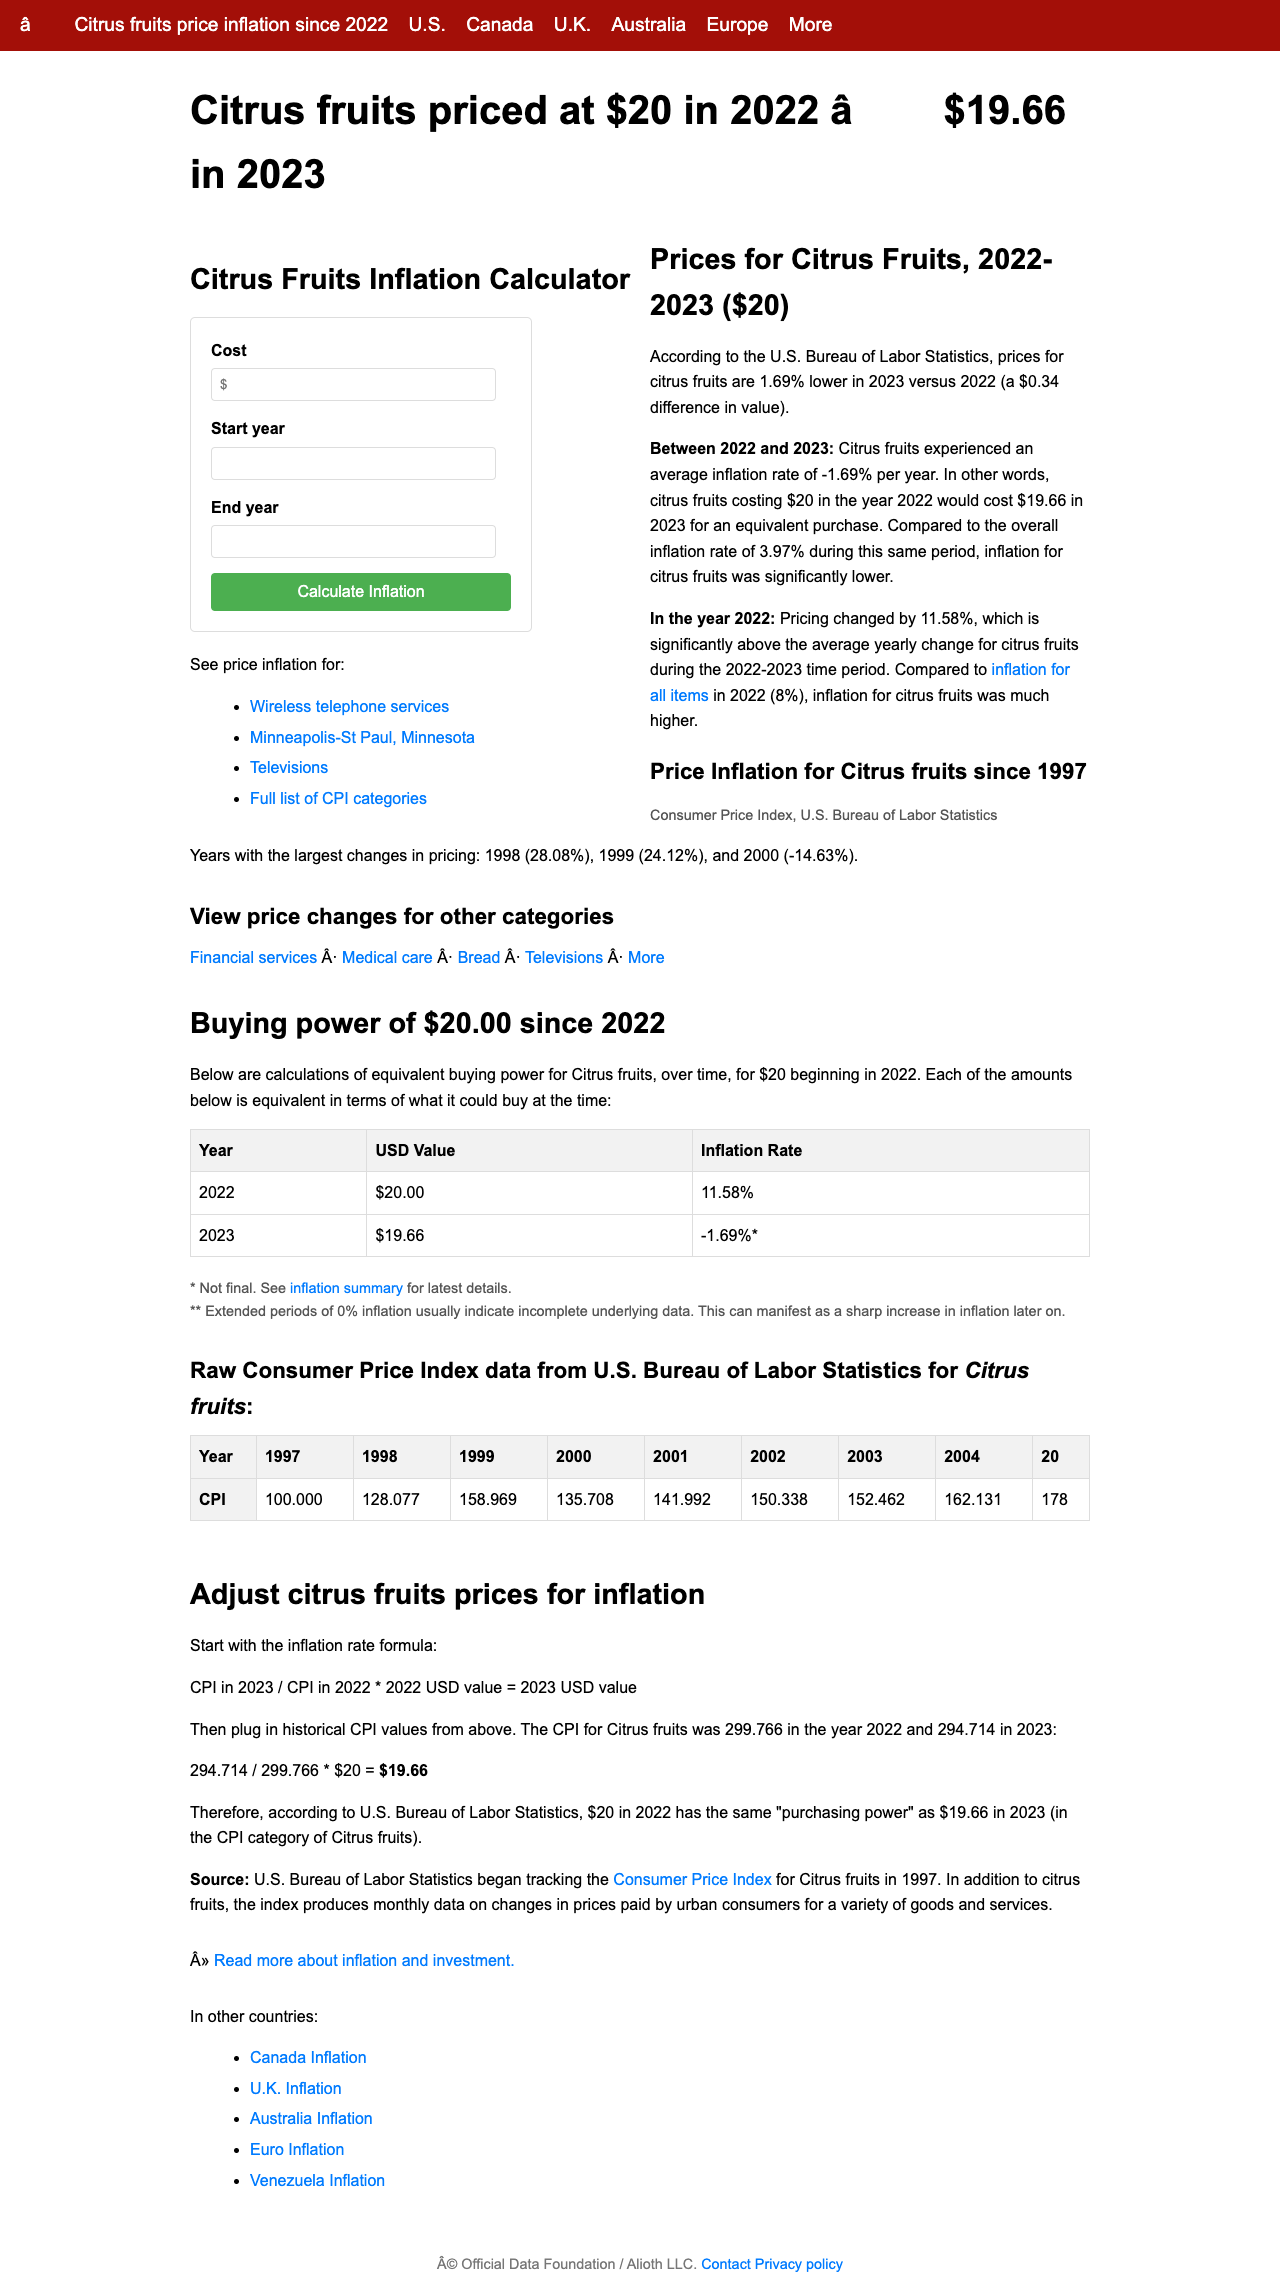 â Citrus fruits price inflation since 2022 U.S. Canada U.K. Australia Europe More
Citrus fruits priced at $20 in 2022 â $19.66
in 2023
Citrus Fruits Inflation Calculator
Cost
$
Start year
End year
Calculate Inflation
See price inflation for:
• Wireless telephone services
• Minneapolis-St Paul, Minnesota
• Televisions
• Full list of CPI categories
Prices for Citrus Fruits, 2022-
2023 ($20)
According to the U.S. Bureau of Labor Statistics, prices for
citrus fruits are 1.69% lower in 2023 versus 2022 (a $0.34
difference in value).
Between 2022 and 2023: Citrus fruits experienced an
average inflation rate of -1.69% per year. In other words,
citrus fruits costing $20 in the year 2022 would cost $19.66 in
2023 for an equivalent purchase. Compared to the overall
inflation rate of 3.97% during this same period, inflation for
citrus fruits was significantly lower.
In the year 2022: Pricing changed by 11.58%, which is
significantly above the average yearly change for citrus fruits
during the 2022-2023 time period. Compared to inflation for
all items in 2022 (8%), inflation for citrus fruits was much
higher.
Price Inflation for Citrus fruits since 1997
Consumer Price Index, U.S. Bureau of Labor Statistics
Years with the largest changes in pricing: 1998 (28.08%), 1999 (24.12%), and 2000 (-14.63%).
View price changes for other categories
Financial services Â· Medical care Â· Bread Â· Televisions Â· More
Buying power of $20.00 since 2022
Below are calculations of equivalent buying power for Citrus fruits, over time, for $20 beginning in 2022. Each of the amounts
below is equivalent in terms of what it could buy at the time:
Year USD Value Inflation Rate
2022 $20.00 11.58%
2023 $19.66 -1.69%*
* Not final. See inflation summary for latest details.
** Extended periods of 0% inflation usually indicate incomplete underlying data. This can manifest as a sharp increase in inflation later on.
Raw Consumer Price Index data from U.S. Bureau of Labor Statistics for Citrus
fruits:
Year 1997 1998 1999 2000 2001 2002 2003 2004 20
CPI 100.000 128.077 158.969 135.708 141.992 150.338 152.462 162.131 178
Adjust citrus fruits prices for inflation
Start with the inflation rate formula:
CPI in 2023 / CPI in 2022 * 2022 USD value = 2023 USD value
Then plug in historical CPI values from above. The CPI for Citrus fruits was 299.766 in the year 2022 and 294.714 in 2023:
294.714 / 299.766 * $20 = $19.66
Therefore, according to U.S. Bureau of Labor Statistics, $20 in 2022 has the same "purchasing power" as $19.66 in 2023 (in
the CPI category of Citrus fruits).
Source: U.S. Bureau of Labor Statistics began tracking the Consumer Price Index for Citrus fruits in 1997. In addition to citrus
fruits, the index produces monthly data on changes in prices paid by urban consumers for a variety of goods and services.
Â» Read more about inflation and investment.
In other countries:
• Canada Inflation
• U.K. Inflation
• Australia Inflation
• Euro Inflation
• Venezuela Inflation
Â© Official Data Foundation / Alioth LLC. Contact Privacy policy